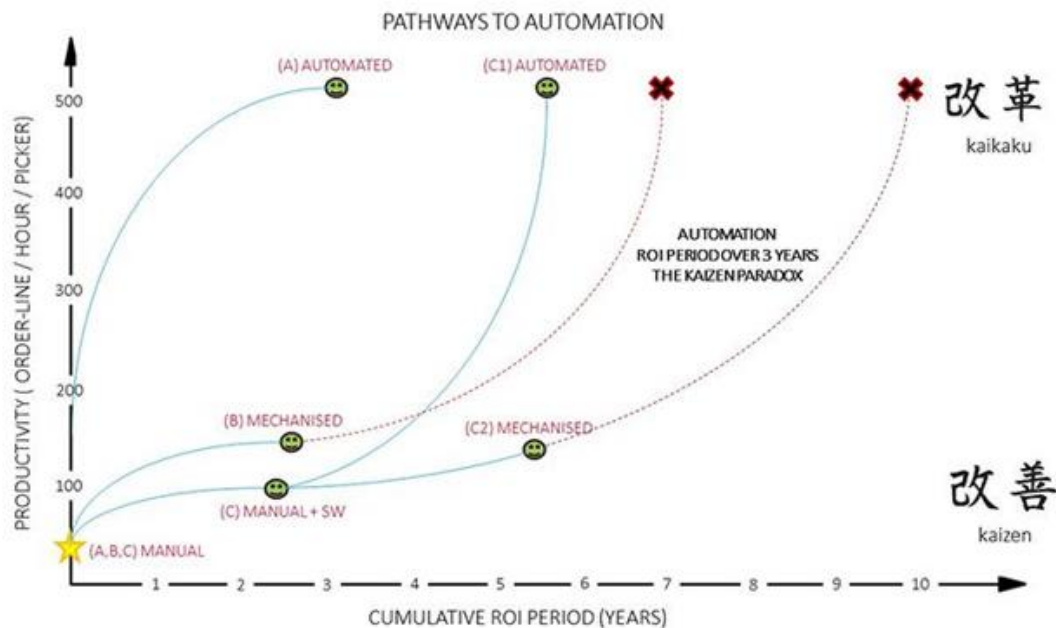 PATHWAYS TO AUTOMATION
(A) AUTOMATED
(C1) AUTOMATED
500
400
300
200
100
PRODUCTIVITY ( ORDER-LINE / HOUR / PICKER)
改革
kaikaku
AUTOMATION
ROI PERIOD OVER 3 YEARS
THE KAIZEN PARADOX
(B) MECHANISED
(C2) MECHANISED
(C) MANUAL + SW
改善
kaizen
(A,B,C) MANUAL
1 2 3 4 5 6 7 8 9 10
CUMULATIVE ROI PERIOD (YEARS)